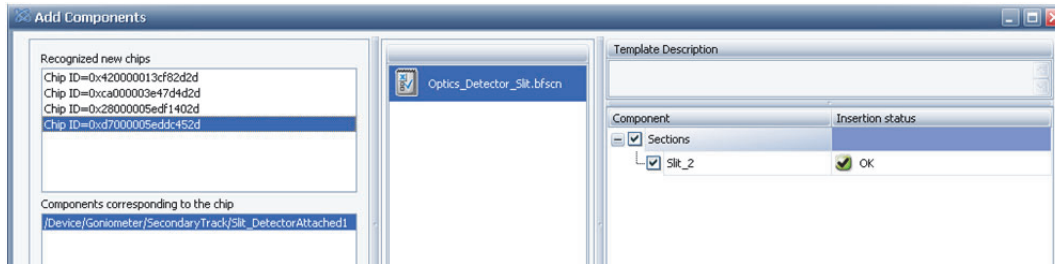 Add Components
Recognized new chips
Chip ID=0x420000013cf82d2d
Chip ID=0xca000003e47d4d2d
Chip ID=0x28000005edf1402d
Chip ID=0xd7000005eddc452d
Components corresponding to the chip
/Device/Goniometer/SecondaryTrack/Slit_DetectorAttached1
Optics_Detector_Slit.bfscn
Template Description
Component Insertion status
Sections
Slit_2 OK